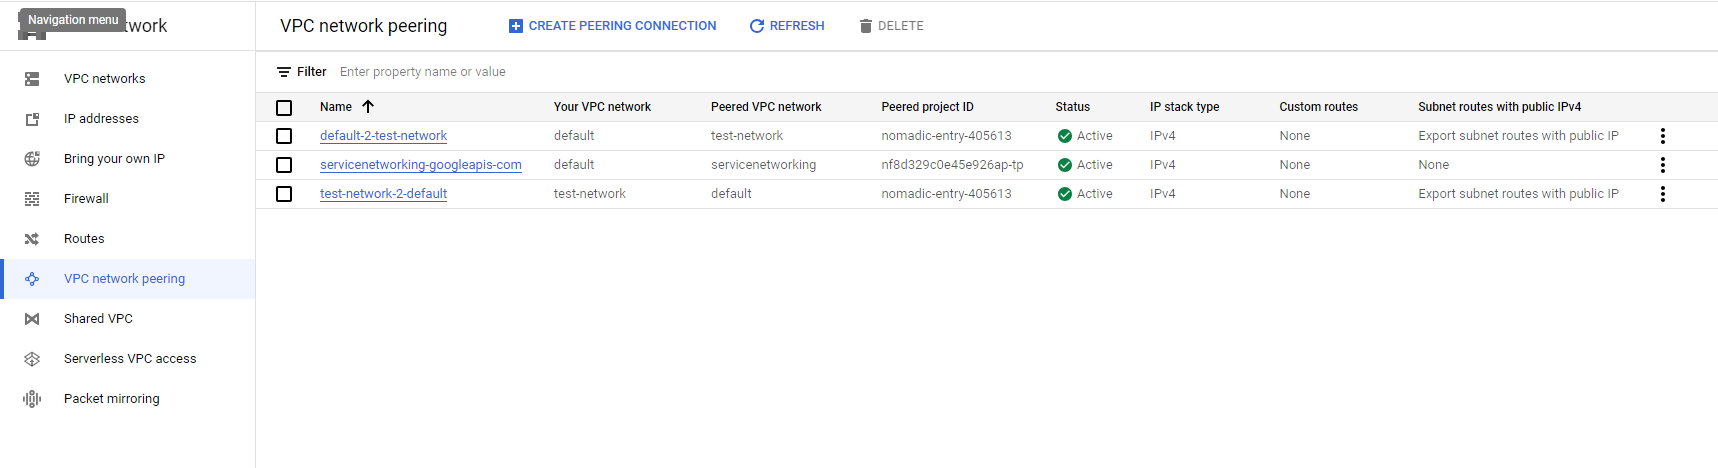 Navigation menu
work
VPC network peering
CREATE PEERING CONNECTION
REFRESH
DELETE
VPC networks
IP addresses
Bring your own IP
Firewall
Routes
VPC network peering
Shared VPC
Serverless VPC access
Packet mirroring
Filter Enter property name or value
Name Your VPC network Peered VPC network Peered project ID Status IP stack type Custom routes Subnet routes with public IPv4
default-2-test-network default test-network nomadic-entry-405613 Active IPv4 None Export subnet routes with public IP
servicenetworking-googleapis-com default servicenetworking nf8d329c0e45e926ap-tp Active IPv4 None None
test-network-2-default test-network default nomadic-entry-405613 Active IPv4 None Export subnet routes with public IP